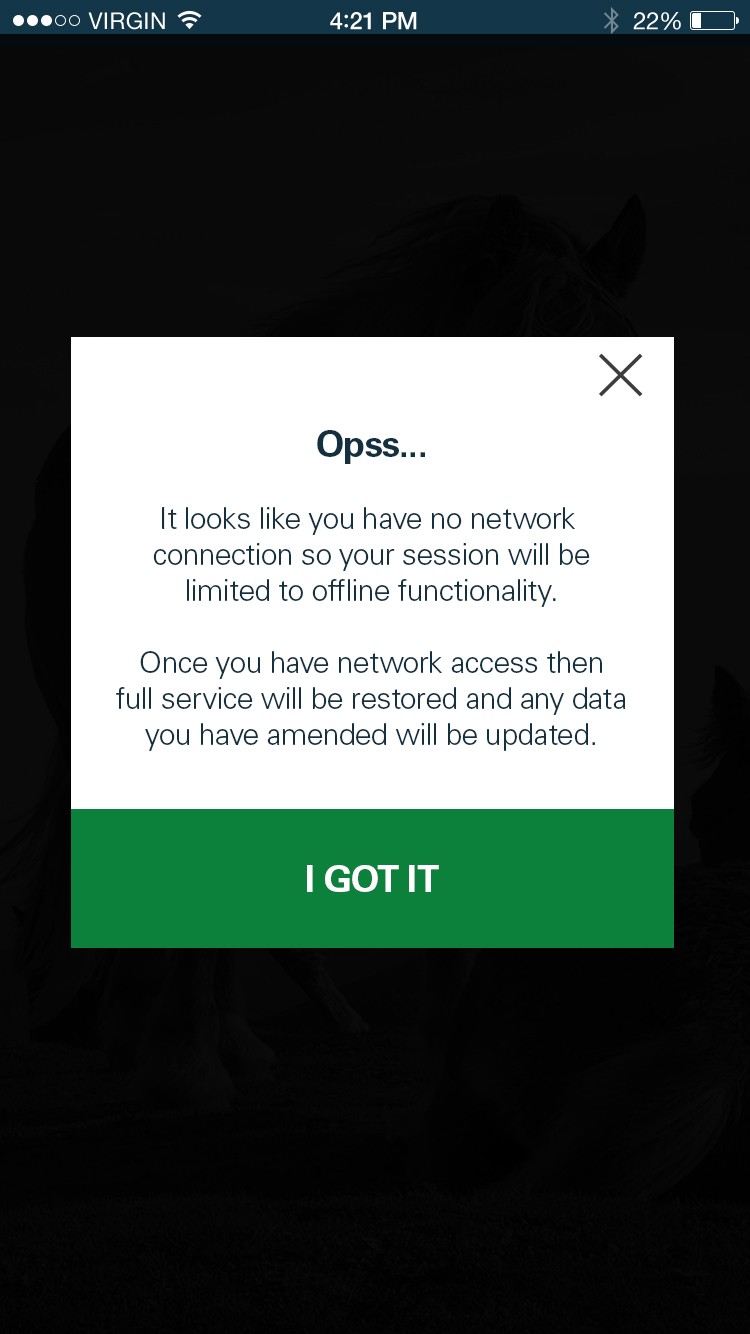 VIRGIN 4:21 PM 22%
Opss...
It looks like you have no network
connection so your session will be
limited to offline functionality.
Once you have network access then
full service will be restored and any data
you have amended will be updated.
I GOT IT